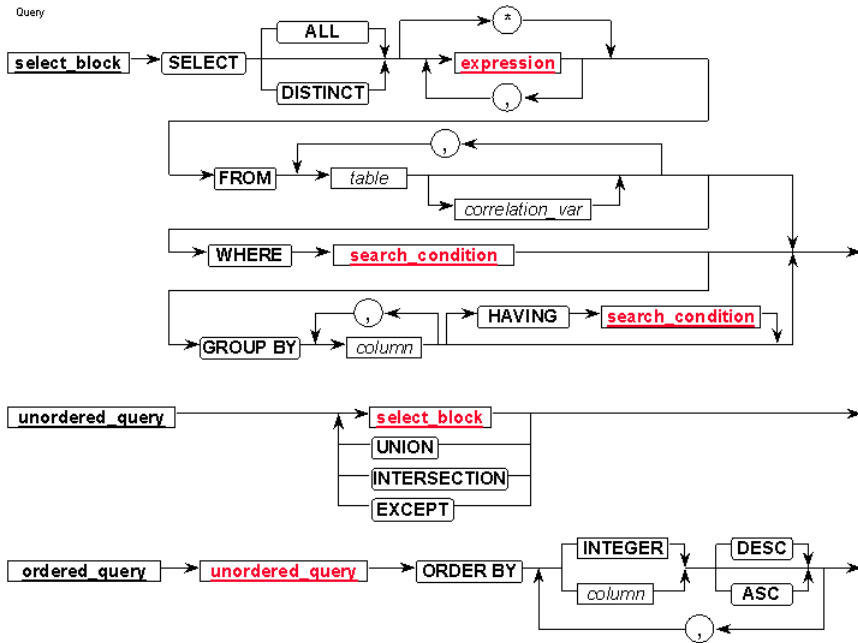 Query
ALL *
select_block SELECT expression
DISTINCT ,
,
FROM table
correlation_var
WHERE search_condition
, HAVING search_condition
GROUP BY column
unordered_query select_block
UNION
INTERSECTION
EXCEPT
INTEGER DESC
ordered_query unordered_query ORDER BY
column ASC
,